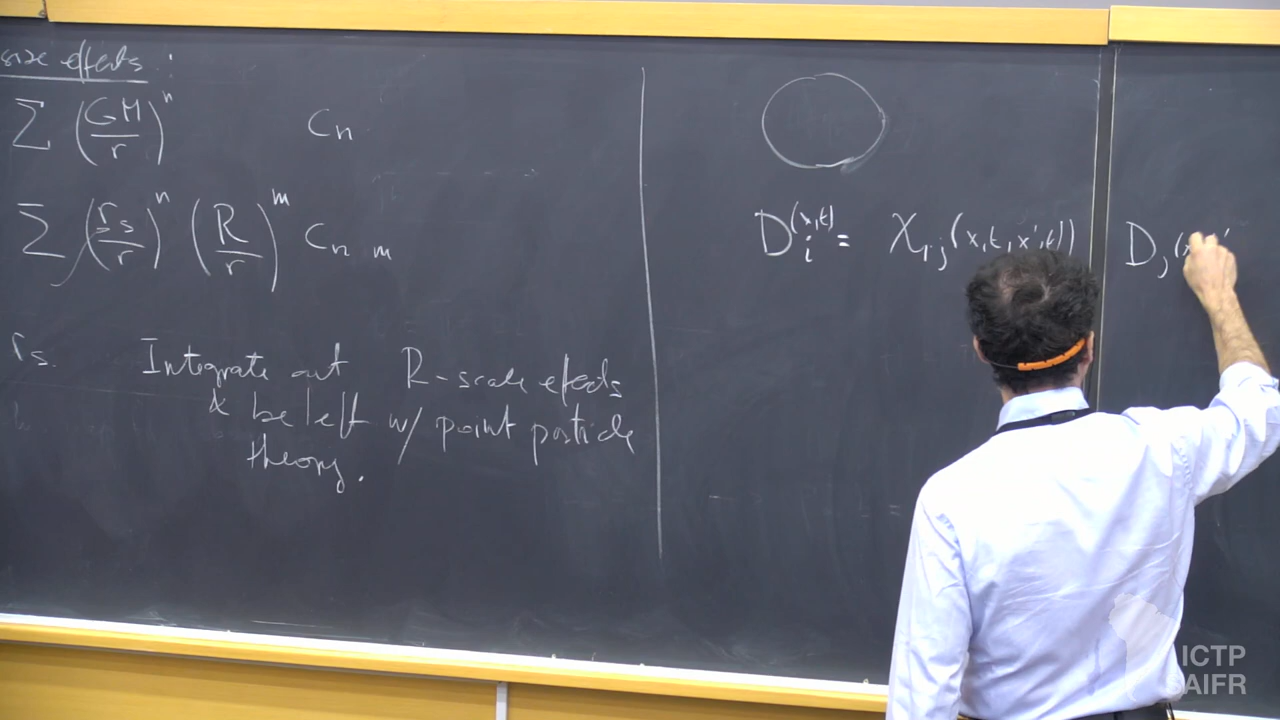 size effects :
∑ (GM/r)^n C_n
∑ (r_s/r)^n (R/r)^m C_n m
r_s. Integrate out R-scale effects
& be left w/ point particle
theory.
D_i^(x,t) = χ_ij(x,t,x',t)) D_j(x'
ICTP
SAIFR